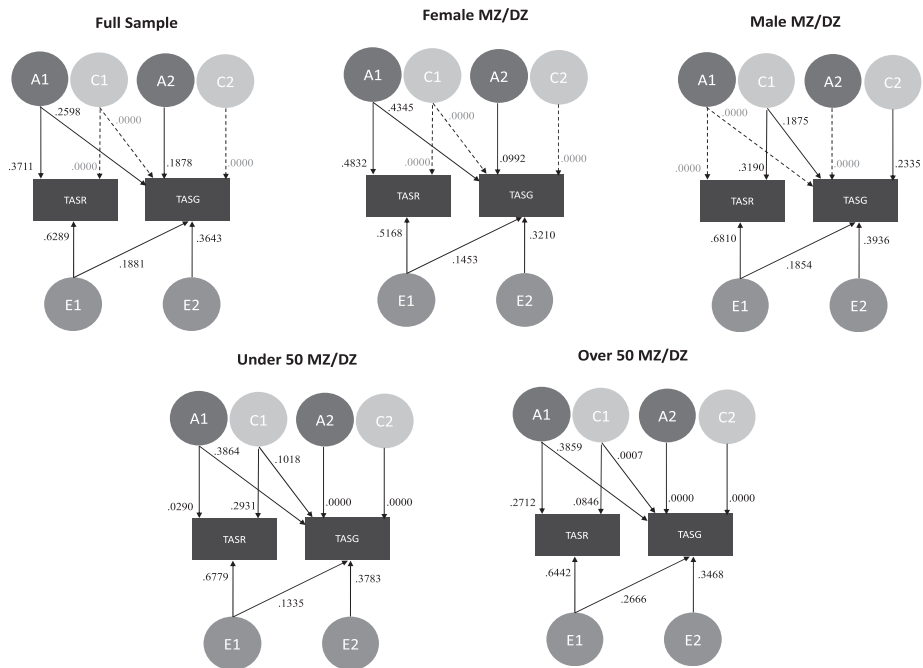 Full Sample
A1 C1 A2 C2
.2598 .0000
.3711 .0000 .1878 .0000
TASR TASG
.6289 .3643
.1881
E1 E2
Female MZ/DZ
A1 C1 A2 C2
.4345 .0000
.4832 .0000 .0992 .0000
TASR TASG
.5168 .3210
.1453
E1 E2
Male MZ/DZ
A1 C1 A2 C2
.0000 .1875
.0000 .3190 .0000 .2335
TASR TASG
.6810 .3936
.1854
E1 E2
Under 50 MZ/DZ
A1 C1 A2 C2
.3864 .1018
.0290 .2931 .0000 .0000
TASR TASG
.6779 .3783
.1335
E1 E2
Over 50 MZ/DZ
A1 C1 A2 C2
.3859 .0007
.2712 .0846 .0000 .0000
TASR TASG
.6442 .3468
.2666
E1 E2